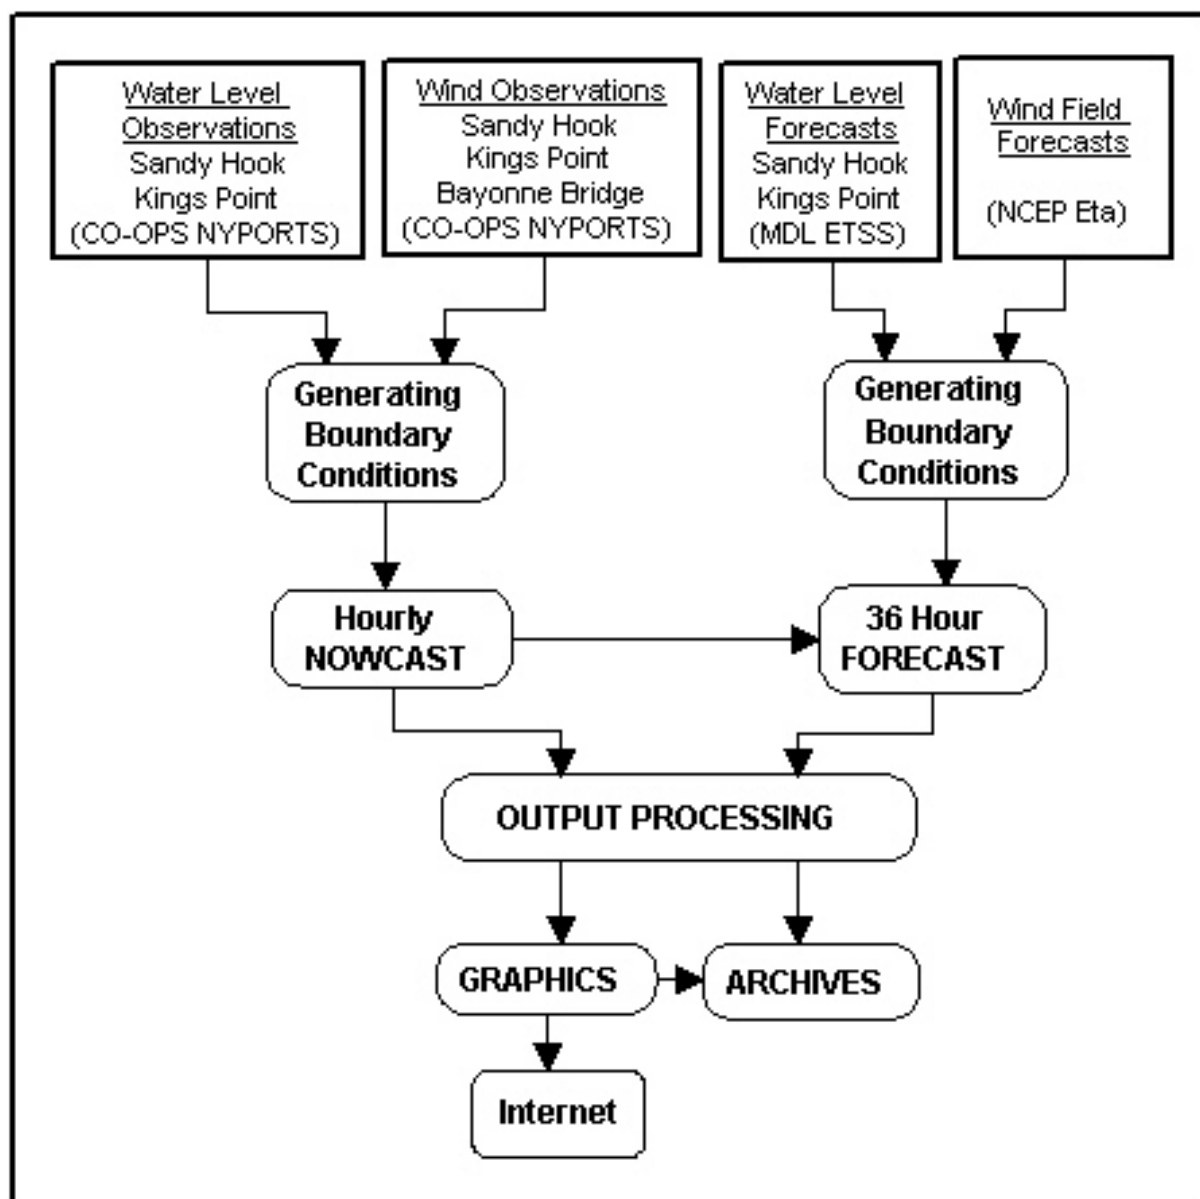 Water Level
Observations
Sandy Hook
Kings Point
(CO-OPS NYPORTS)
Wind Observations
Sandy Hook
Kings Point
Bayonne Bridge
(CO-OPS NYPORTS)
Water Level
Forecasts
Sandy Hook
Kings Point
(MDL ETSS)
Wind Field
Forecasts
(NCEP Eta)
Generating
Boundary
Conditions
Generating
Boundary
Conditions
Hourly
NOWCAST
36 Hour
FORECAST
OUTPUT PROCESSING
GRAPHICS
ARCHIVES
Internet